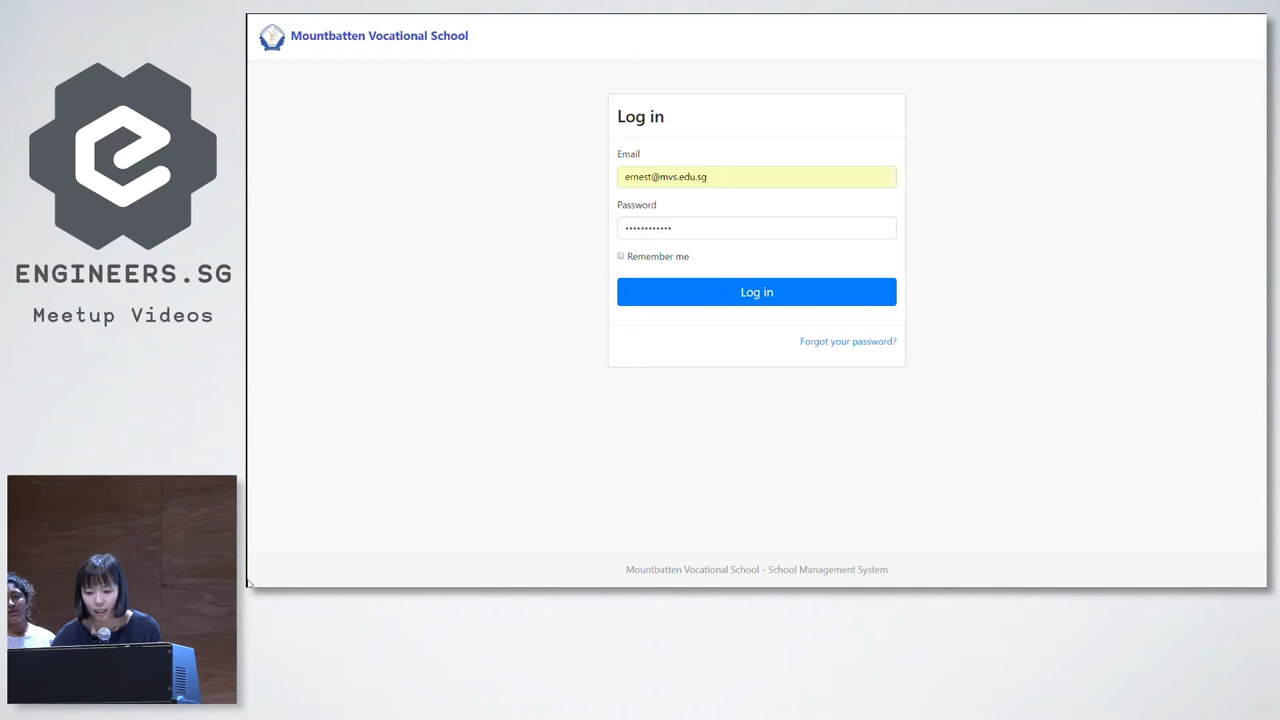 ENGINEERS.SG
Meetup Videos
Mountbatten Vocational School
Log in
Email
ernest@mvs.edu.sg
Password
••••••••••••
Remember me
Log in
Forgot your password?
Mountbatten Vocational School - School Management System